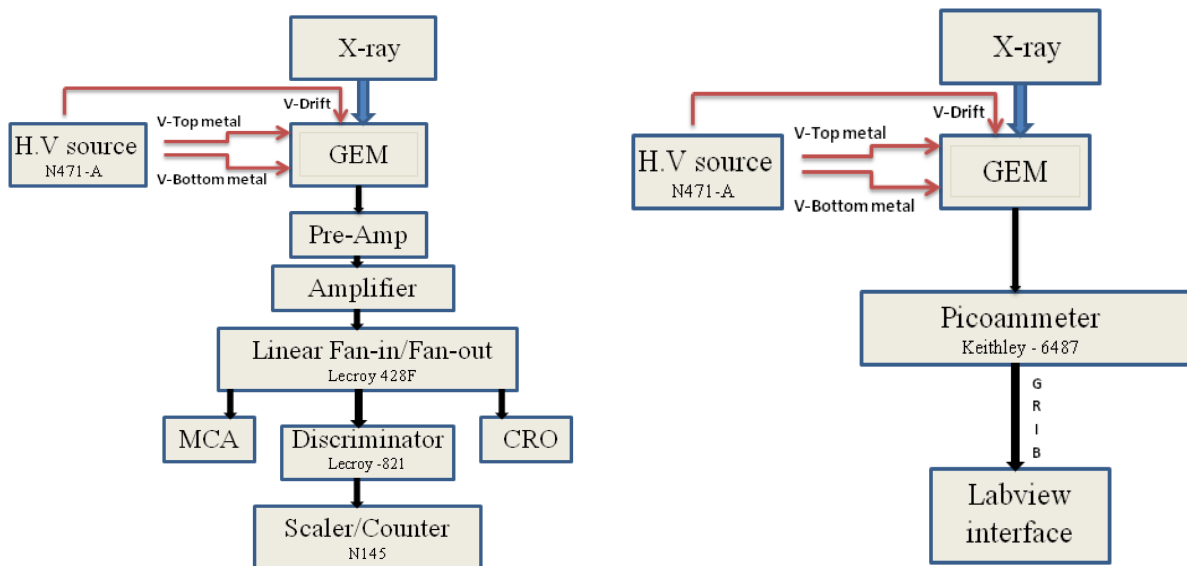 X-ray
V-Drift
V-Top metal
H.V source
N471-A
GEM
V-Bottom metal
Pre-Amp
Amplifier
Linear Fan-in/Fan-out
Lecroy 428F
MCA
Discriminator
Lecroy -821
CRO
Scaler/Counter
N145
X-ray
V-Drift
V-Top metal
H.V source
N471-A
GEM
V-Bottom metal
Picoammeter
Keithley - 6487
G
R
I
B
Labview
interface